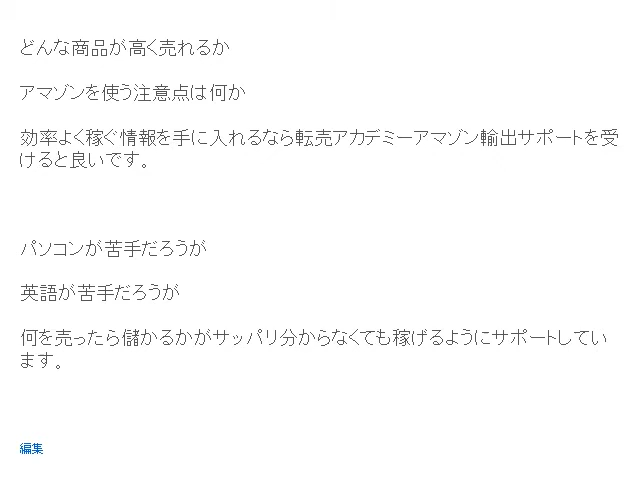 どんな商品が高く売れるか
アマゾンを使う注意点は何か
効率よく稼ぐ情報を手に入れるなら転売アカデミーアマゾン輸出サポートを受
けると良いです。
パソコンが苦手だろうが
英語が苦手だろうが
何を売ったら儲かるかがサッパリ分からなくても稼げるようにサポートしてい
ます。
編集